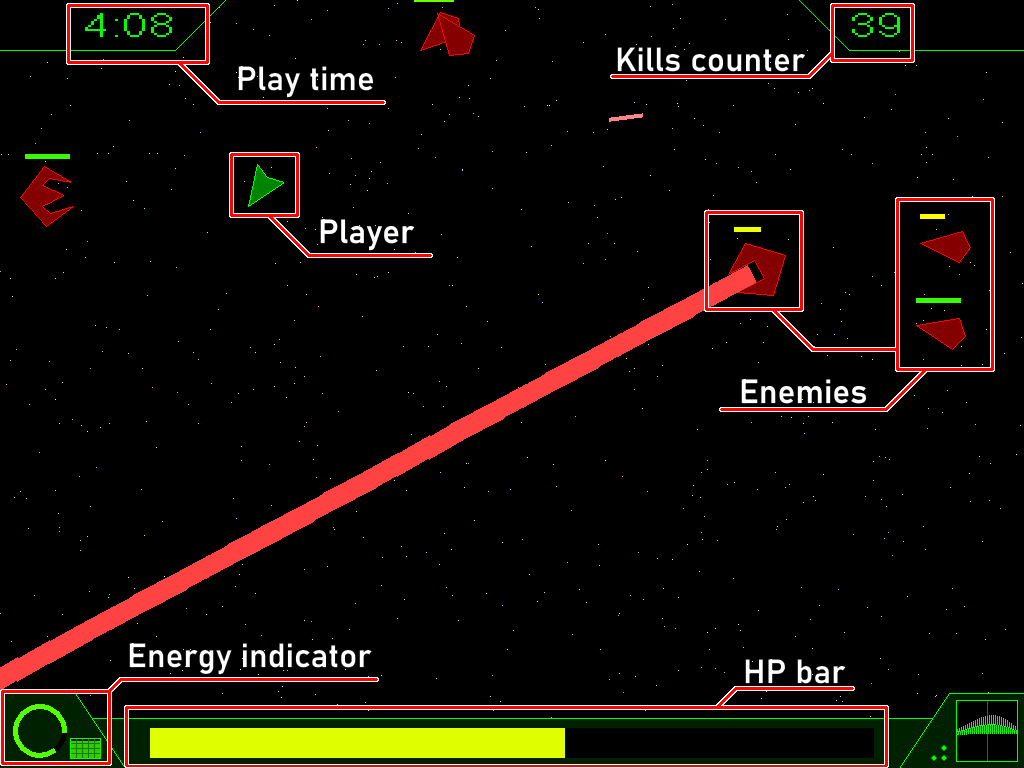 4:08
39
Kills counter
Play time
Player
Enemies
Energy indicator
HP bar